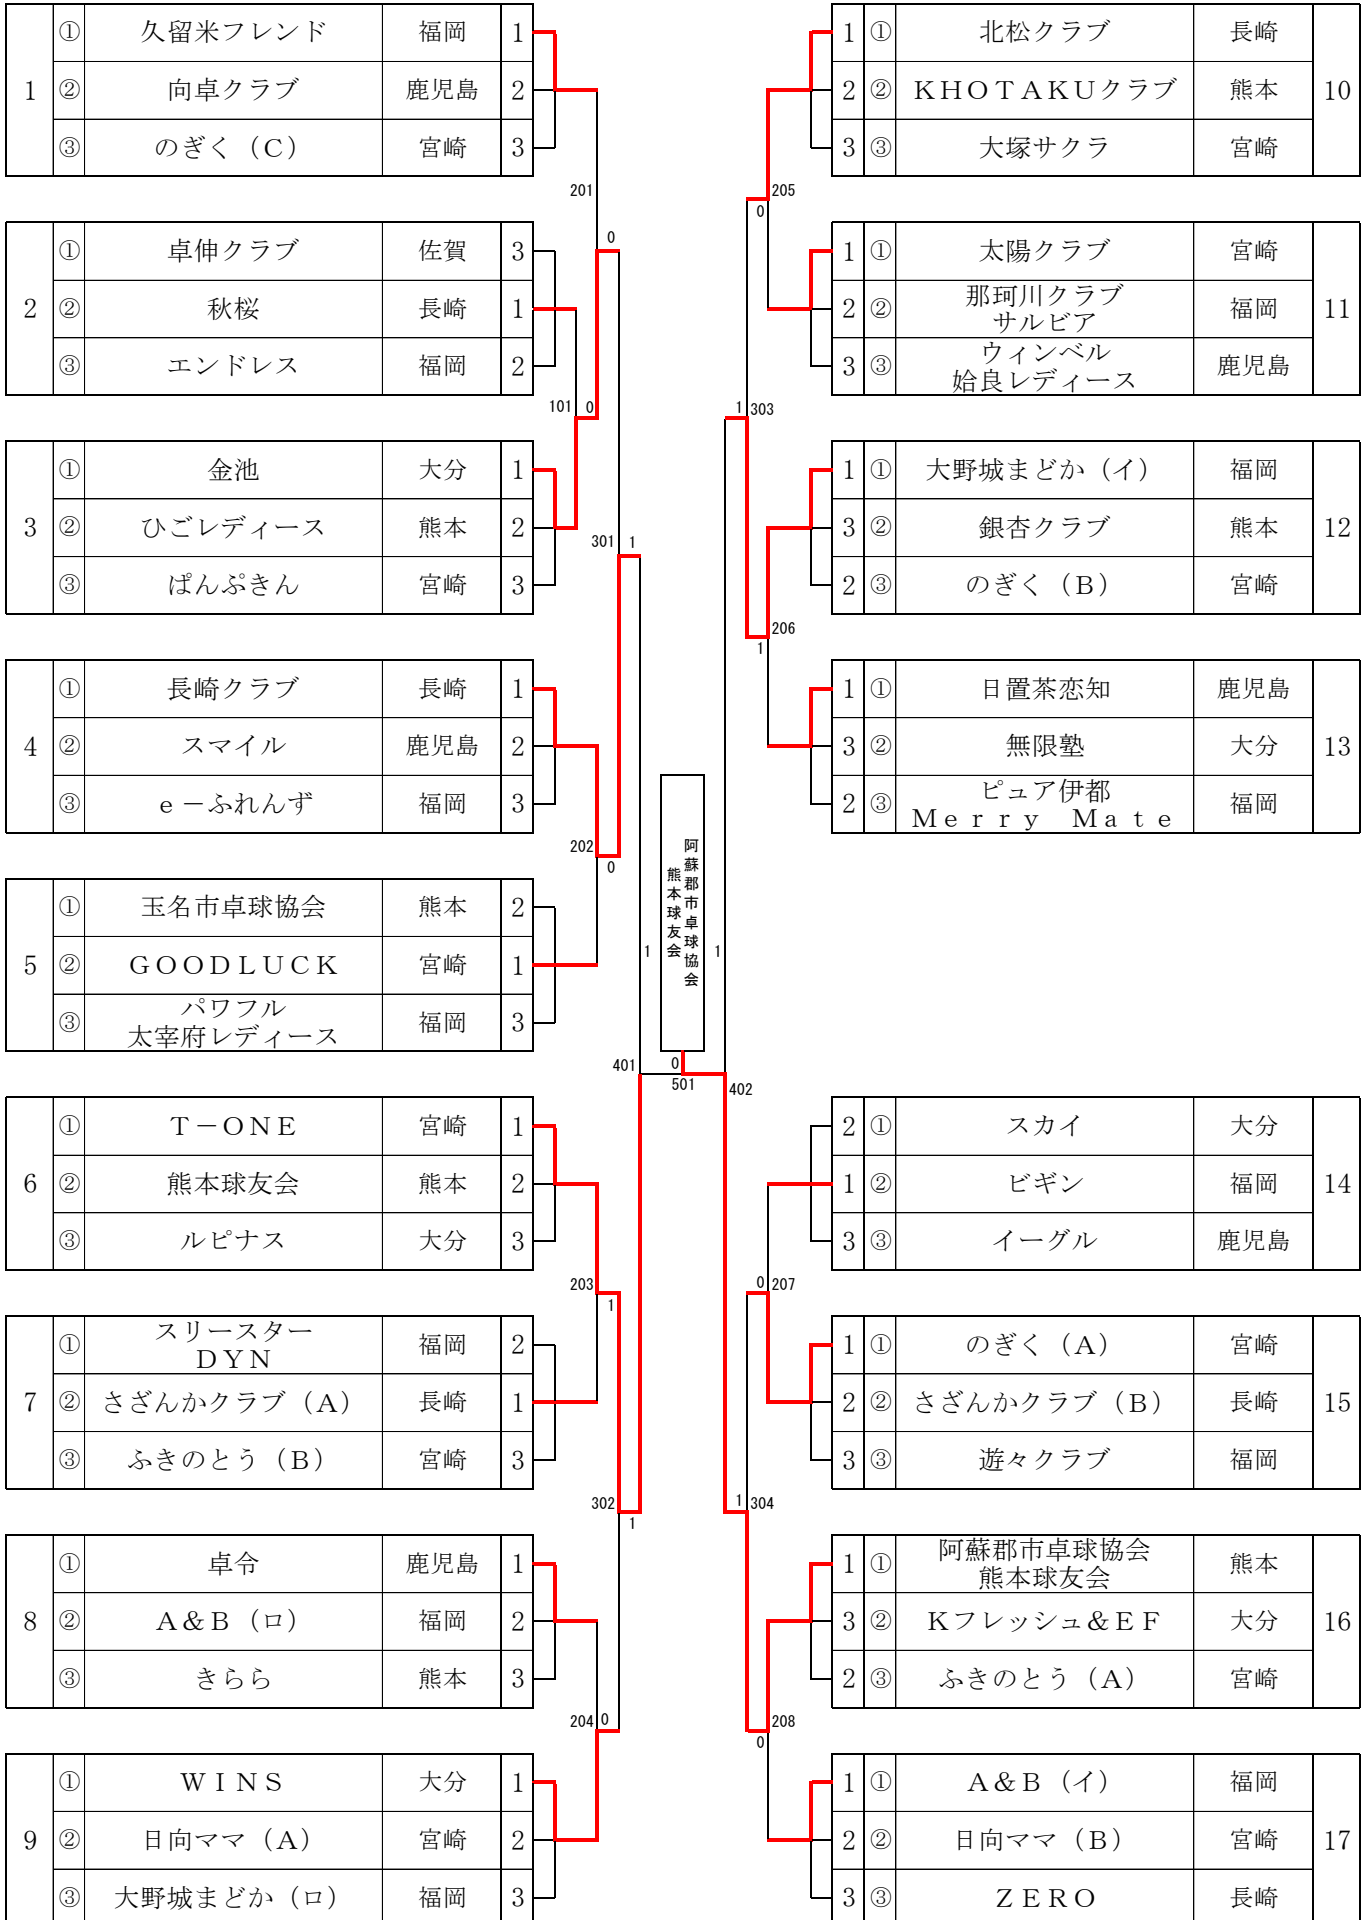 ① 久留米フレンド 福岡 1
1 ② 向卓クラブ 鹿児島 2
③ のぎく（C） 宮崎 3
201
① 卓伸クラブ 佐賀 3
0
2 ② 秋桜 長崎 1
③ エンドレス 福岡 2
101 0
① 金池 大分 1
3 ② ひごレディース 熊本 2
301 1
③ ぱんぷきん 宮崎 3
① 長崎クラブ 長崎 1
4 ② スマイル 鹿児島 2
③ e－ふれんず 福岡 3
202
0
① 玉名市卓球協会 熊本 2
5 ② ＧＯＯＤＬＵＣＫ 宮崎 1
③ パワフル
太宰府レディース 福岡 3
1
401
① Ｔ－ＯＮＥ 宮崎 1
6 ② 熊本球友会 熊本 2
③ ルピナス 大分 3
203
1
① スリースター
ＤＹＮ 福岡 2
7 ② さざんかクラブ（A） 長崎 1
③ ふきのとう（B） 宮崎 3
302
1
① 卓令 鹿児島 1
8 ② Ａ＆Ｂ（ロ） 福岡 2
③ きらら 熊本 3
204 0
① ＷＩＮＳ 大分 1
9 ② 日向ママ（A） 宮崎 2
③ 大野城まどか（ロ） 福岡 3
阿蘇郡市卓球協会
熊本球友会
0
501
1 ① 北松クラブ 長崎
2 ② ＫＨＯＴＡＫＵクラブ 熊本 10
3 ③ 大塚サクラ 宮崎
205
0
1 ① 太陽クラブ 宮崎
2 ② 那珂川クラブ
サルビア 福岡 11
3 ③ ウィンベル
姶良レディース 鹿児島
1 303
1 ① 大野城まどか（イ） 福岡
3 ② 銀杏クラブ 熊本 12
2 ③ のぎく（B） 宮崎
206
1
1 ① 日置茶恋知 鹿児島
3 ② 無限塾 大分 13
2 ③ ピュア伊都
Ｍｅｒｒｙ　Ｍａｔｅ 福岡
1
402
2 ① スカイ 大分
1 ② ビギン 福岡 14
3 ③ イーグル 鹿児島
0 207
1 ① のぎく（A） 宮崎
2 ② さざんかクラブ（B） 長崎 15
3 ③ 遊々クラブ 福岡
1 304
1 ① 阿蘇郡市卓球協会
熊本球友会 熊本
3 ② Ｋフレッシュ＆ＥＦ 大分 16
2 ③ ふきのとう（A） 宮崎
208
0
1 ① Ａ＆Ｂ（イ） 福岡
2 ② 日向ママ（B） 宮崎 17
3 ③ ＺＥＲＯ 長崎